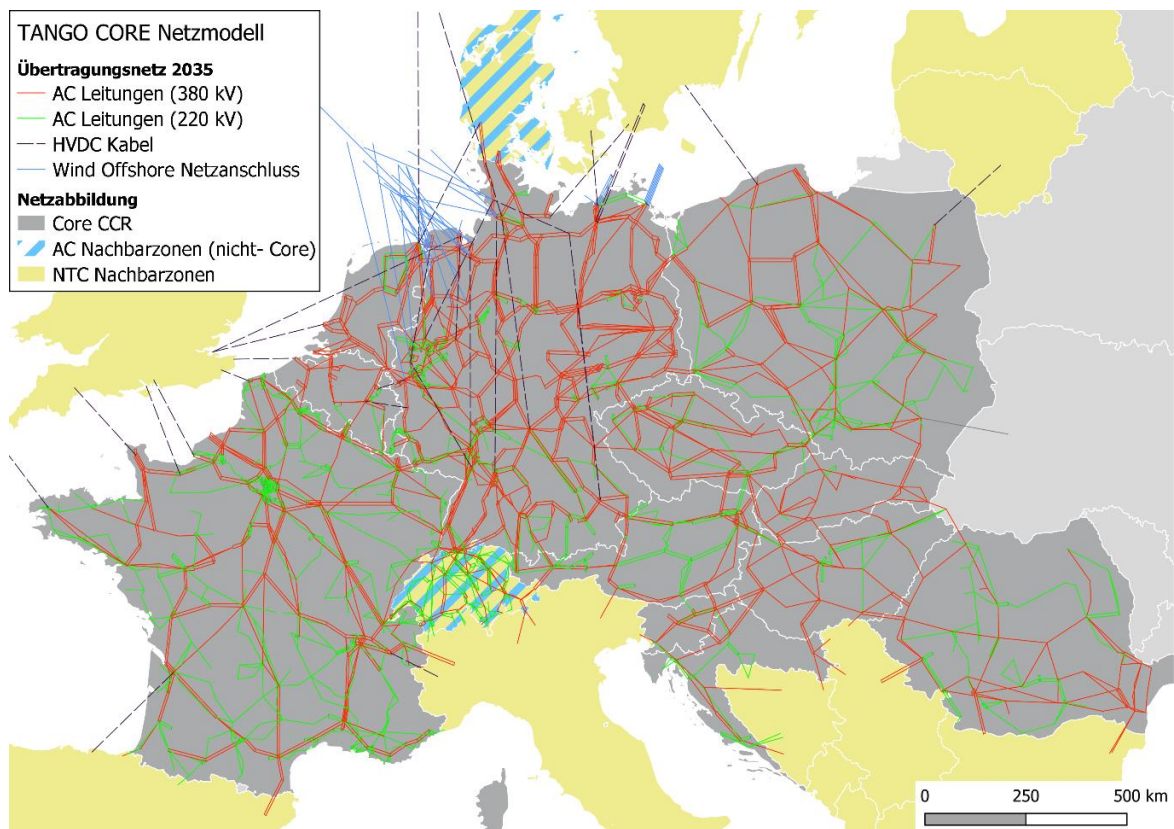 TANGO CORE Netzmodell
Übertragungsnetz 2035
AC Leitungen (380 kV)
AC Leitungen (220 kV)
HVDC Kabel
Wind Offshore Netzanschluss
Netzabbildung
Core CCR
AC Nachbarzonen (nicht- Core)
NTC Nachbarzonen
0 250 500 km